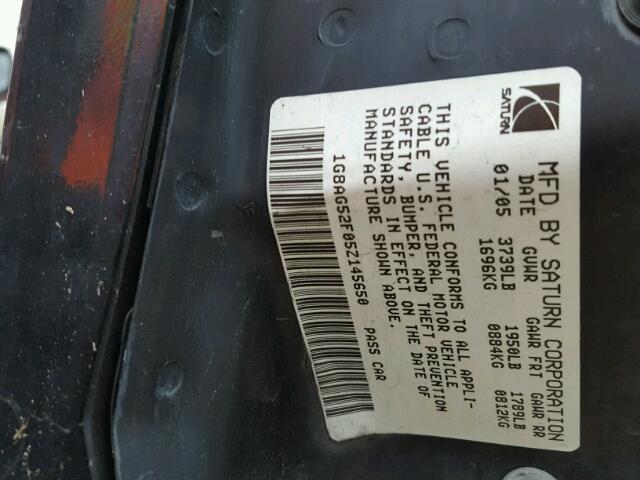 SATURN
MFD BY SATURN CORPORATION
DATE GVWR GAWR FRT GAWR RR
01/05 3739LB 1950LB 1789LB
1696KG 0884KG 0812KG
THIS VEHICLE CONFORMS TO ALL APPLI-
CABLE U.S. FEDERAL MOTOR VEHICLE
SAFETY, BUMPER, AND THEFT PREVENTION
STANDARDS IN EFFECT ON THE DATE OF
MANUFACTURE SHOWN ABOVE.
1G8AG52F05Z145650 PASS CAR